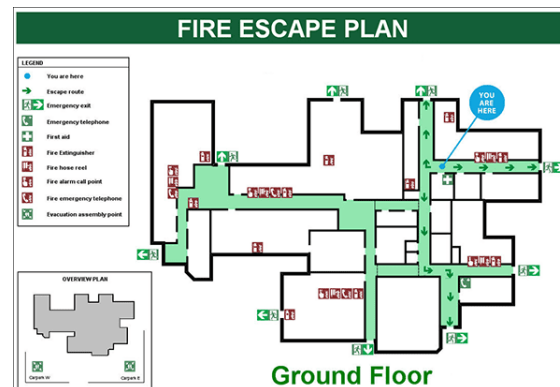 FIRE ESCAPE PLAN
LEGEND
You are here
Escape route
Emergency exit
Emergency telephone
First aid
Fire Extinguisher
Fire hose reel
Fire alarm call point
Fire emergency telephone
Evacuation assembly point
YOU
ARE
HERE
OVERVIEW PLAN
Carpark W
Carpark E
Ground Floor